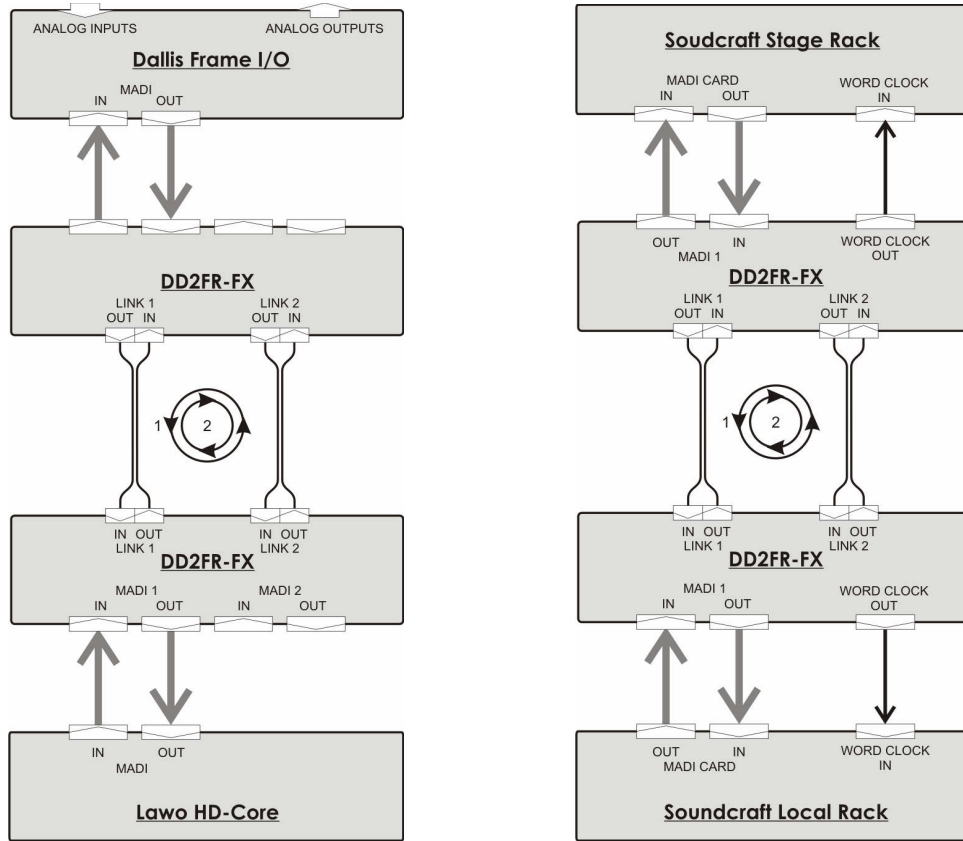 ANALOG INPUTS
ANALOG OUTPUTS
Dallis Frame I/O
MADI
IN
OUT
DD2FR-FX
LINK 1
OUT IN
LINK 2
OUT IN
1
2
IN OUT
LINK 1
IN OUT
LINK 2
DD2FR-FX
MADI 1
IN
OUT
MADI 2
IN
OUT
IN
OUT
MADI
Lawo HD-Core
Soudcraft Stage Rack
MADI CARD
IN
OUT
WORD CLOCK
IN
OUT
IN
MADI 1
WORD CLOCK
OUT
DD2FR-FX
LINK 1
OUT IN
LINK 2
OUT IN
1
2
IN OUT
LINK 1
IN OUT
LINK 2
DD2FR-FX
MADI 1
IN
OUT
WORD CLOCK
OUT
OUT
IN
MADI CARD
WORD CLOCK
IN
Soundcraft Local Rack